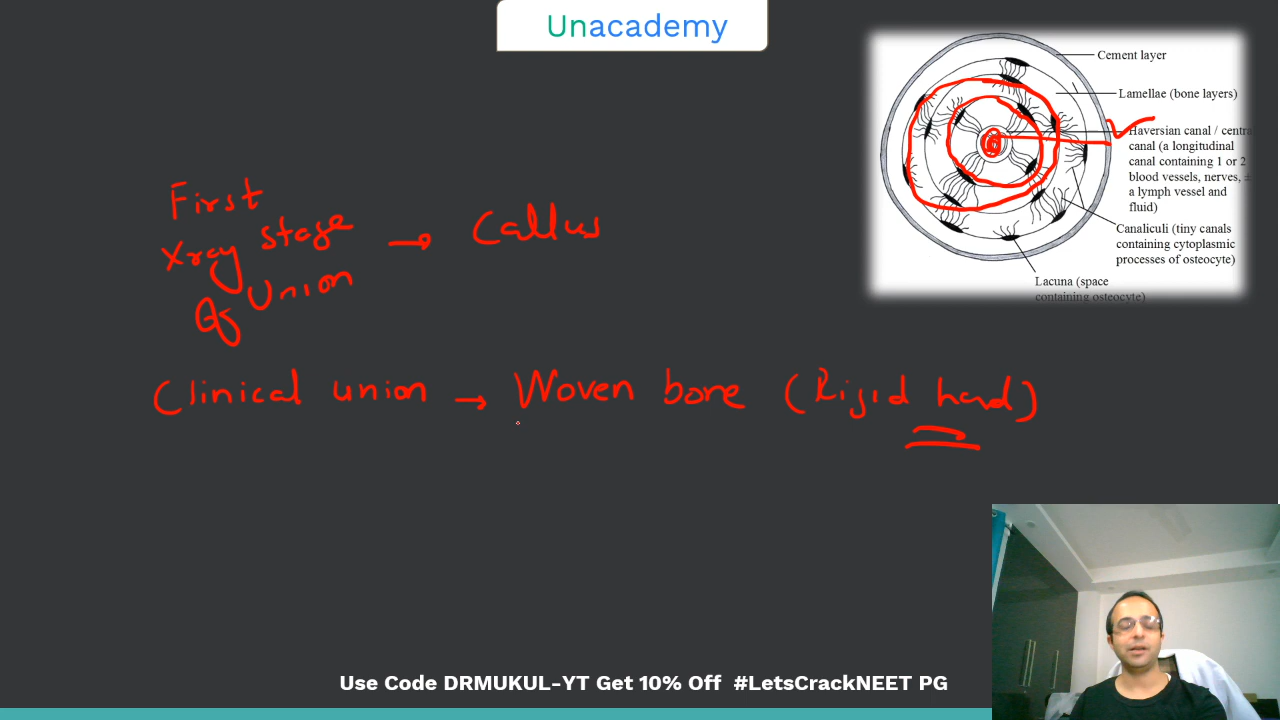 Unacademy
Cement layer
Lamellae (bone layers)
Haversian canal / centra
canal (a longitudinal
canal containing 1 or 2
blood vessels, nerves, ±
a lymph vessel and
fluid)
Canaliculi (tiny canals
containing cytoplasmic
processes of osteocyte)
Lacuna (space
containing osteocyte)
First
Xray stage → Callus
of Union
Clinical union → Woven bone (Rigid hard)
Use Code DRMUKUL-YT Get 10% Off #LetsCrackNEET PG